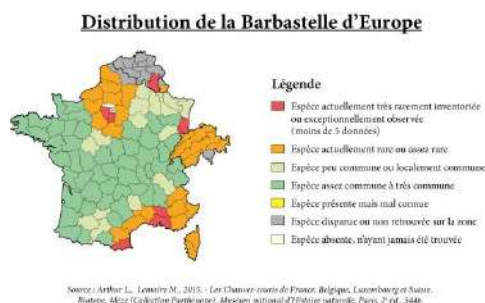 Distribution de la Barbastelle d'Europe
Légende
Espèce actuellement très rarement inventoriée
ou exceptionnellement observée
(moins de 5 données)
Espèce actuellement rare ou assez rare
Espèce peu commune ou localement commune
Espèce assez commune à très commune
Espèce présente mais mal connue
Espèce disparue ou non retrouvée sur la zone
Espèce absente, n'ayant jamais été trouvée
Source : Arthur L., Lemaire M., 2015. - Les Chauves-souris de France, Belgique, Luxembourg et Suisse.
Biotope, Mèze (Collection Parthénope), Muséum national d'Histoire naturelle, Paris, 2e éd., 544p.